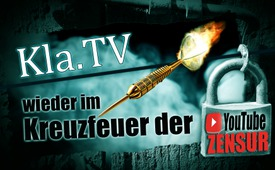 Kla.TV
wieder im
Kreuzfeuer der
YouTube
ZENSUR